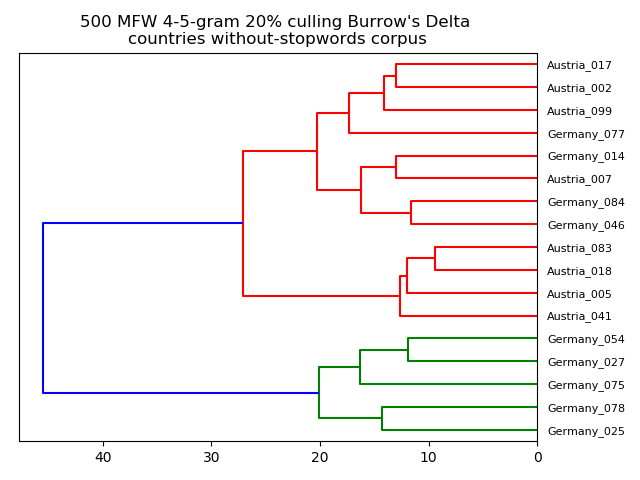 500 MFW 4-5-gram 20% culling Burrow's Delta
countries without-stopwords corpus
Austria_017
Austria_002
Austria_099
Germany_077
Germany_014
Austria_007
Germany_084
Germany_046
Austria_083
Austria_018
Austria_005
Austria_041
Germany_054
Germany_027
Germany_075
Germany_078
Germany_025
40 30 20 10 0